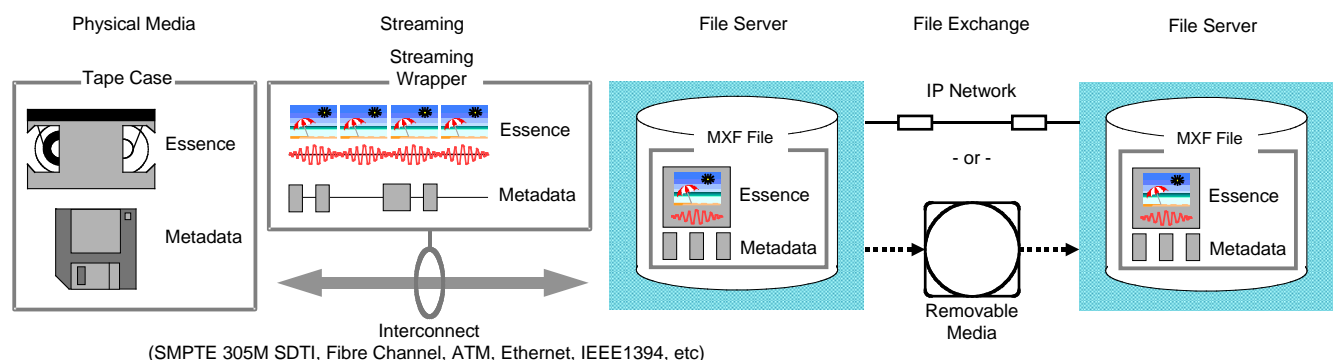 Physical Media
Streaming
File Server
File Exchange
File Server
Tape Case
Essence
Metadata
Streaming
Wrapper
Essence
Metadata
Interconnect
(SMPTE 305M SDTI, Fibre Channel, ATM, Ethernet, IEEE1394, etc)
MXF File
Essence
Metadata
IP Network
- or -
Removable
Media
MXF File
Essence
Metadata